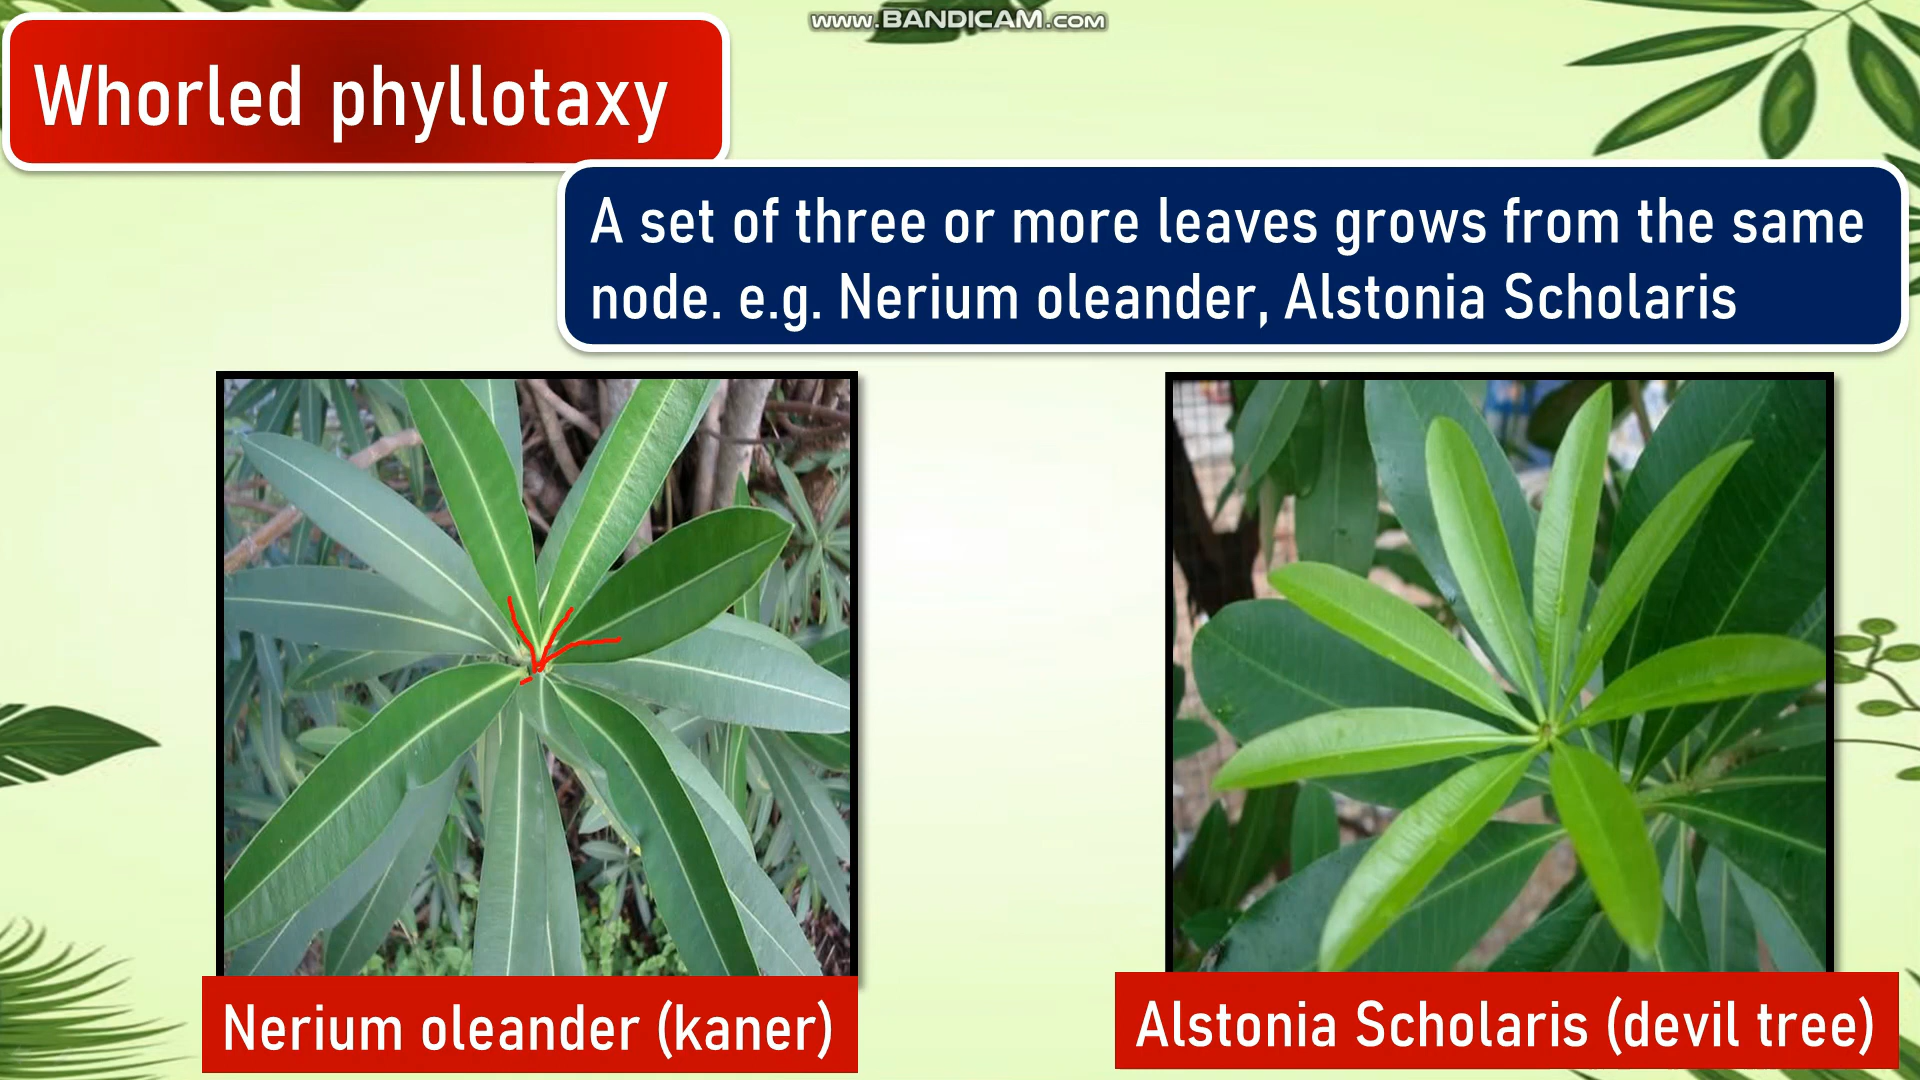 www.BANDICAM.com
Whorled phyllotaxy
A set of three or more leaves grows from the same
node. e.g. Nerium oleander, Alstonia Scholaris
Nerium oleander (kaner)
Alstonia Scholaris (devil tree)